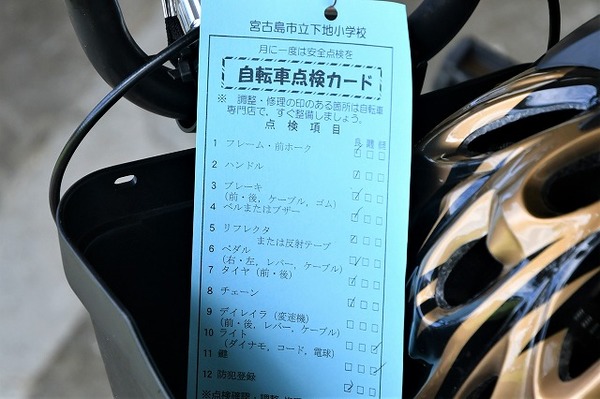 宮古島市立下地小学校
月に一度は安全点検を
自転車点検カード
※ 調整・修理の印のある箇所は自転車
専門店で、すぐ整備しましょう。
点検項目
1 フレーム・前ホーク
2 ハンドル
3 ブレーキ
(前・後, ケーブル, ゴム)
4 ベルまたはブザー
5 リフレクタ
または反射テープ
6 ペダル
(右・左, レバー, ケーブル)
7 タイヤ (前・後)
8 チェーン
9 ディレイラ (変速機)
(前・後, レバー, ケーブル)
10 ライト
(ダイナモ, コード, 電球)
11 鍵
12 防犯登録